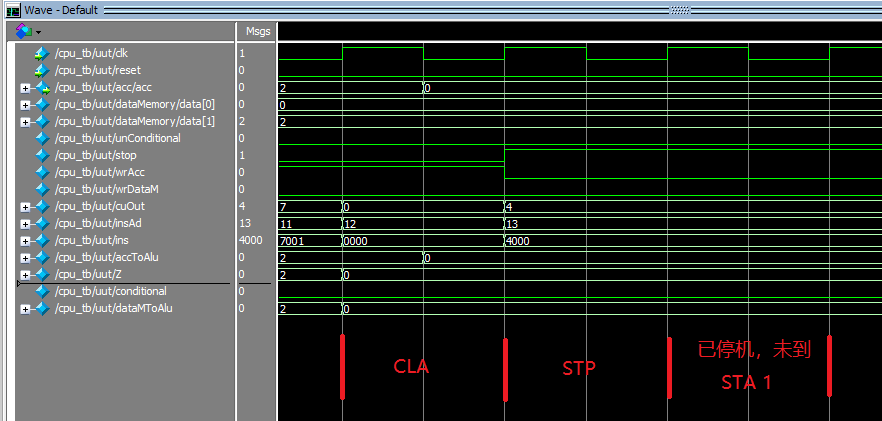 Wave - Default
Msgs
/cpu_tb/uut/clk 1
/cpu_tb/uut/reset 0
/cpu_tb/uut/acc/acc 0 2 0
/cpu_tb/uut/dataMemory/data[0] 0 0
/cpu_tb/uut/dataMemory/data[1] 2 2
/cpu_tb/uut/unConditional 0
/cpu_tb/uut/stop 1
/cpu_tb/uut/wrAcc 0
/cpu_tb/uut/wrDataM 0
/cpu_tb/uut/cuOut 4 7 0 4
/cpu_tb/uut/insAd 13 11 12 13
/cpu_tb/uut/ins 4000 7001 0000 4000
/cpu_tb/uut/accToAlu 0 2 0
/cpu_tb/uut/Z 0 2 0
/cpu_tb/uut/conditional 0
/cpu_tb/uut/dataMToAlu 0 2 0
CLA
STP
已停机，未到
STA 1